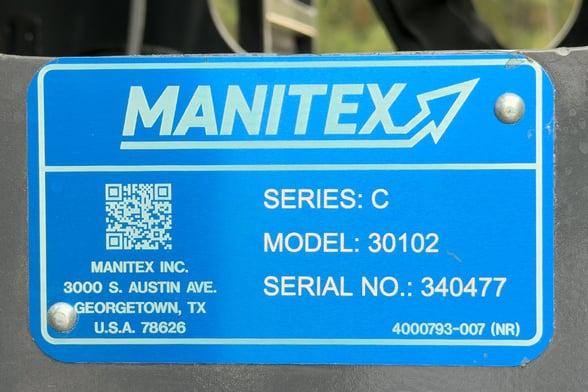 MANITEX
SERIES: C
MODEL: 30102
SERIAL NO.: 340477
MANITEX INC.
3000 S. AUSTIN AVE.
GEORGETOWN, TX
U.S.A. 78626
4000793-007 (NR)